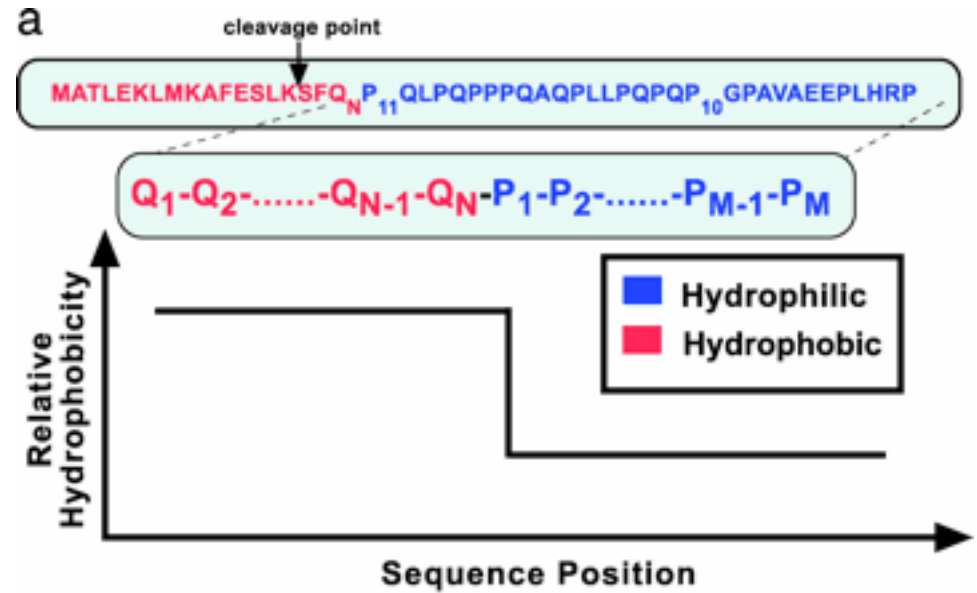 a
cleavage point
MATLEKLMKAFESLKSFQNP11QLPQPPPQAQPLLPQPQP10GPAVAEEPLHRP
Q1-Q2-......-QN-1-QN-P1-P2-......-PM-1-PM
Relative
Hydrophobicity
Hydrophilic
Hydrophobic
Sequence Position